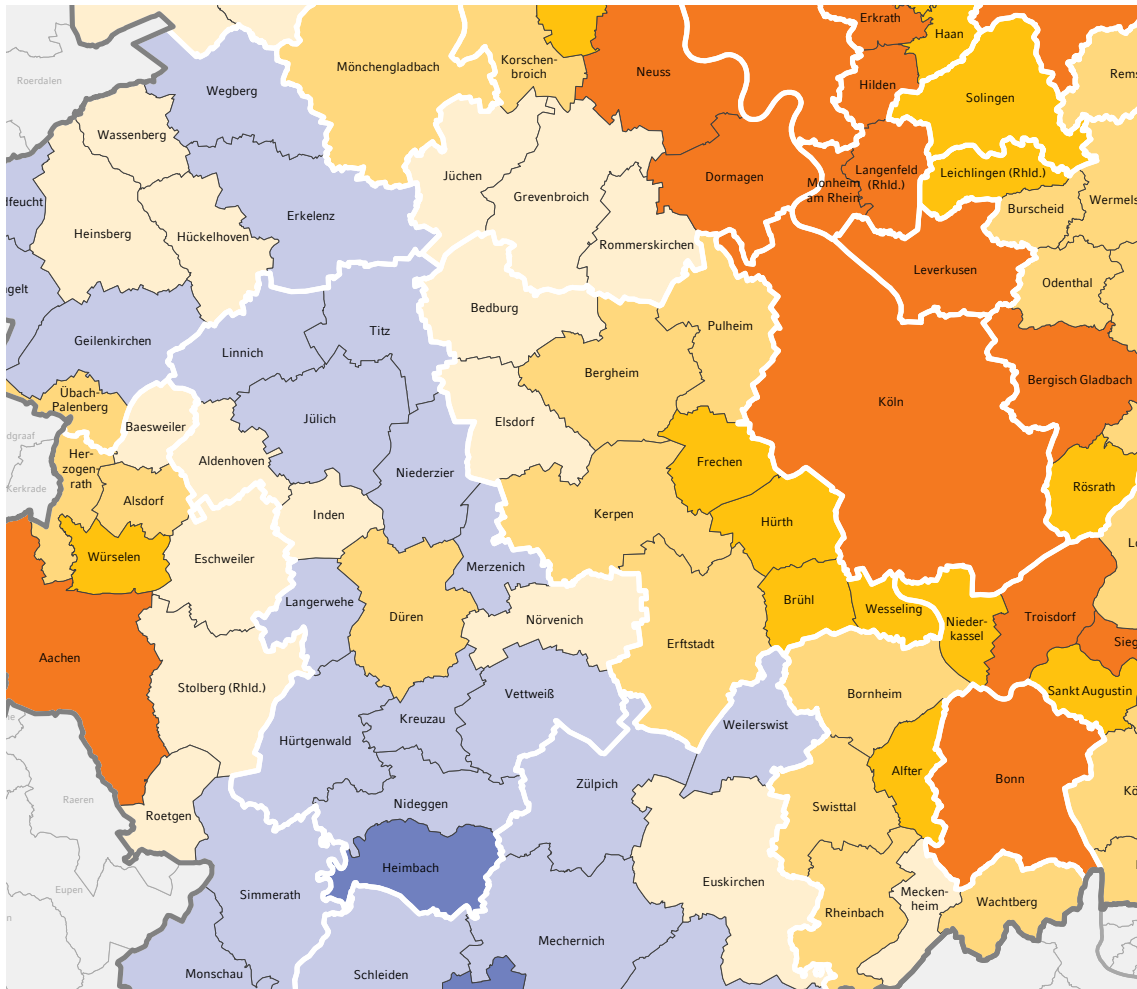 Erkrath
Haan
Roerdalen
Mönchengladbach
Korschen-
broich
Neuss
Rems
Wegberg
Hilden
Solingen
Wassenberg
Jüchen
Dormagen
Monheim
am Rhein
Langenfeld
(Rhld.)
Leichlingen (Rhld.)
lfeucht
Erkelenz
Grevenbroich
Burscheid
Wermels
Heinsberg
Hückelhoven
Rommerskirchen
Leverkusen
Odenthal
ngelt
Bedburg
Geilenkirchen
Linnich
Titz
Pulheim
Bergheim
Bergisch Gladbach
Übach-
Palenberg
Köln
Baesweiler
Jülich
Elsdorf
dgraaf
Her-
zogen-
rath
Aldenhoven
Niederzier
Frechen
Kerkrade
Alsdorf
Rösrath
Inden
Kerpen
Hürth
Würselen
Eschweiler
Merzenich
Langerwehe
Düren
Nörvenich
Brühl
Wesseling
Nieder-
kassel
Troisdorf
Sieg
Erftstadt
Aachen
Stolberg (Rhld.)
Vettweiß
Bornheim
Sankt Augustin
Kreuzau
Weilerswist
Hürtgenwald
Alfter
Bonn
Zülpich
Raeren
Roetgen
Nideggen
Swisttal
Kö
Heimbach
Eupen
Simmerath
Euskirchen
Mecken-
heim
Rheinbach
Wachtberg
Mechernich
Monschau
Schleiden